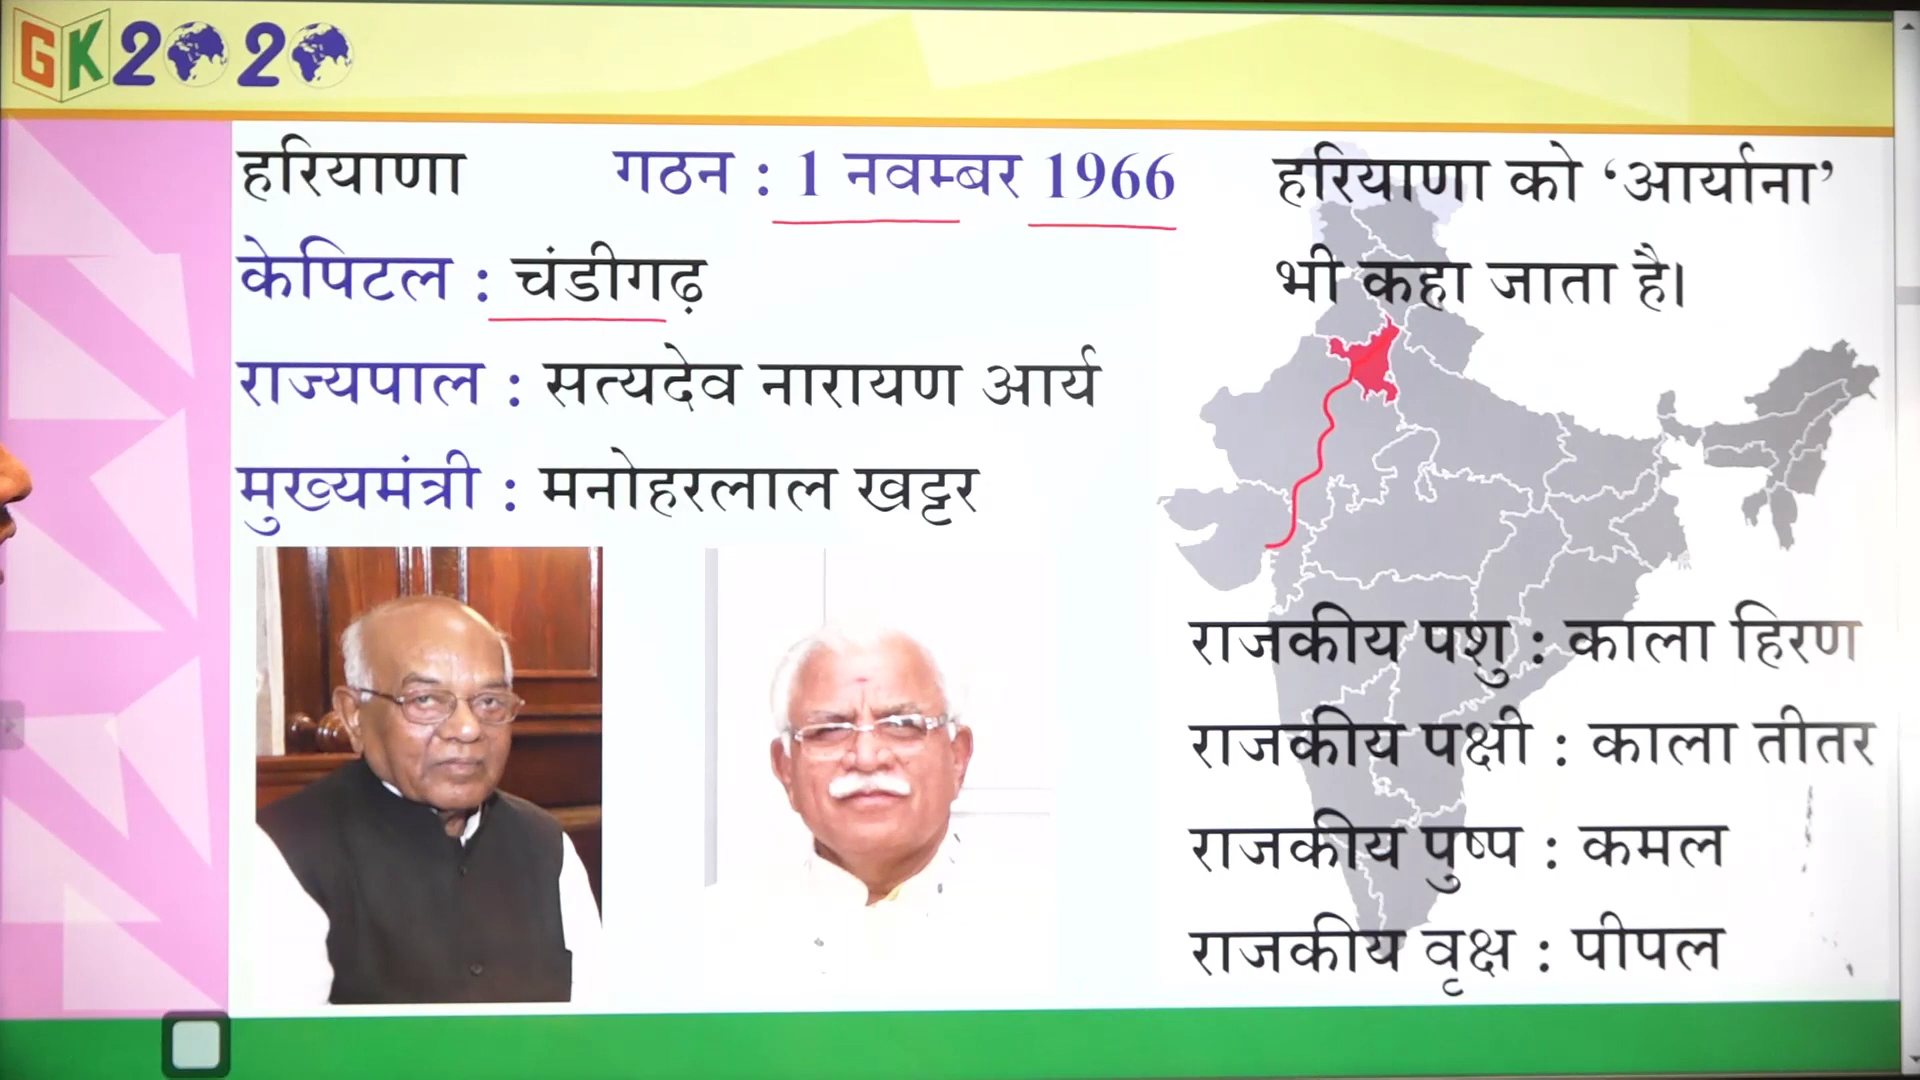 GK2020
हरियाणा गठन : 1 नवम्बर 1966
केपिटल : चंडीगढ़
राज्यपाल : सत्यदेव नारायण आर्य
मुख्यमंत्री : मनोहरलाल खट्टर
हरियाणा को ‘आर्याना’
भी कहा जाता है।
राजकीय पशु : काला हिरण
राजकीय पक्षी : काला तीतर
राजकीय पुष्प : कमल
राजकीय वृक्ष : पीपल